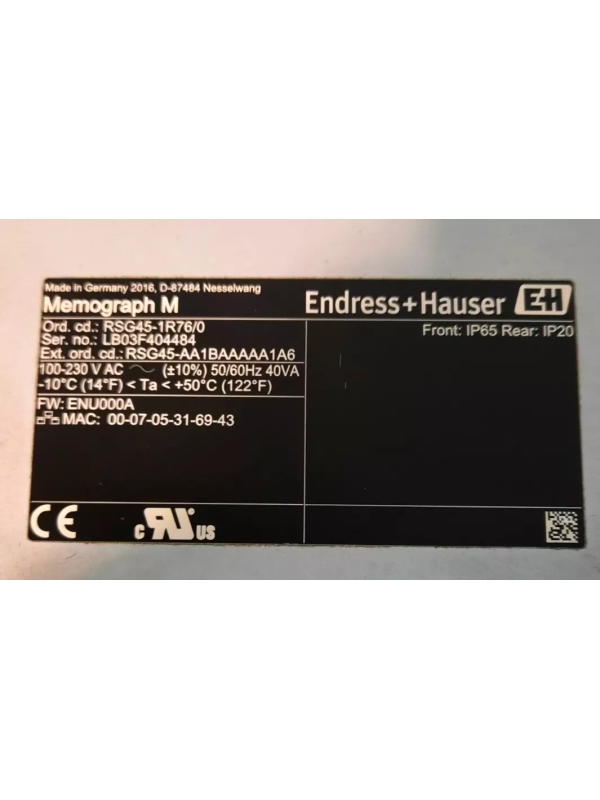 Made in Germany 2016, D-87484 Nesselwang
Memograph M
Endress+Hauser EH
Ord. cd.: RSG45-1R76/0
Front: IP65 Rear: IP20
Ser. no.: LB03F404484
Ext. ord. cd.: RSG45-AA1BAAAAA1A6
100-230 V AC ～ (±10%) 50/60Hz 40VA
-10°C (14°F) < Ta < +50°C (122°F)
FW: ENU000A
MAC: 00-07-05-31-69-43
CE c RU US